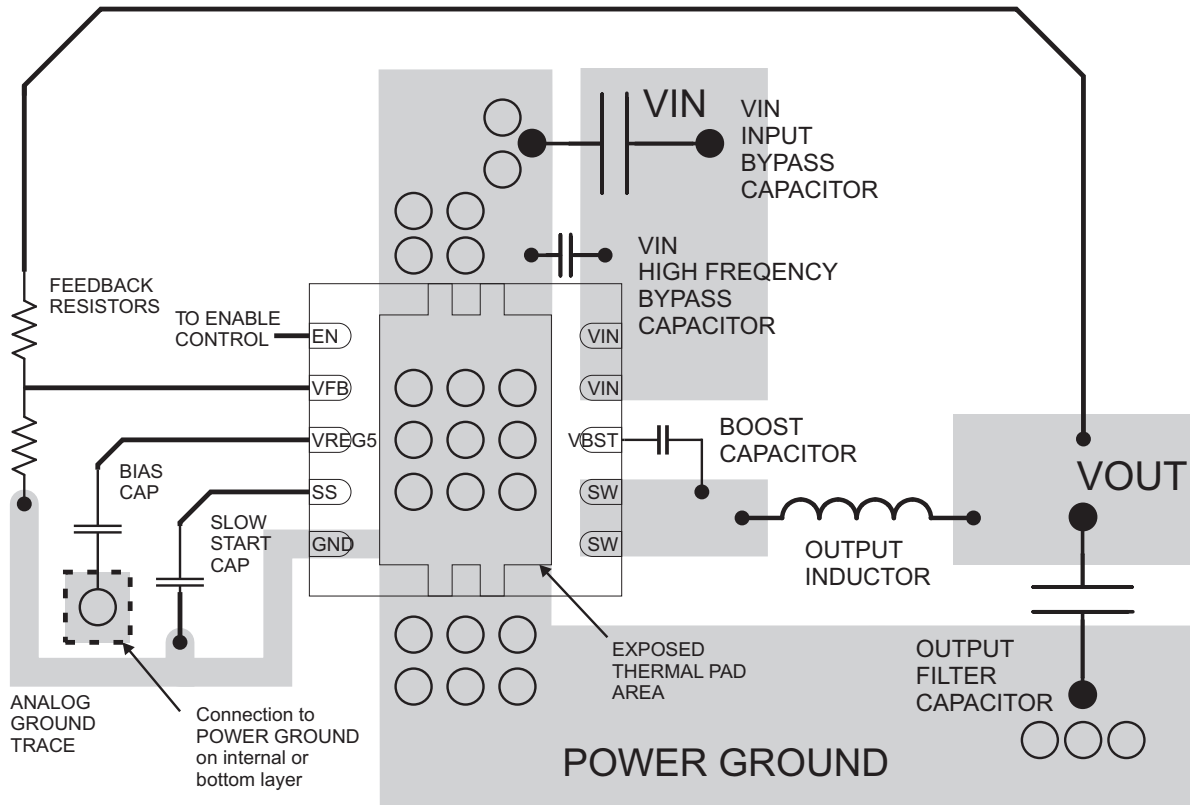 VIN
VIN
INPUT
BYPASS
CAPACITOR
VIN
HIGH FREQENCY
BYPASS
CAPACITOR
FEEDBACK
RESISTORS
TO ENABLE
CONTROL
EN
VFB
VREG5
SS
GND
VIN
VIN
VBST
SW
SW
BOOST
CAPACITOR
VOUT
BIAS
CAP
SLOW
START
CAP
OUTPUT
INDUCTOR
EXPOSED
THERMAL PAD
AREA
OUTPUT
FILTER
CAPACITOR
ANALOG
GROUND
TRACE
Connection to
POWER GROUND
on internal or
bottom layer
POWER GROUND